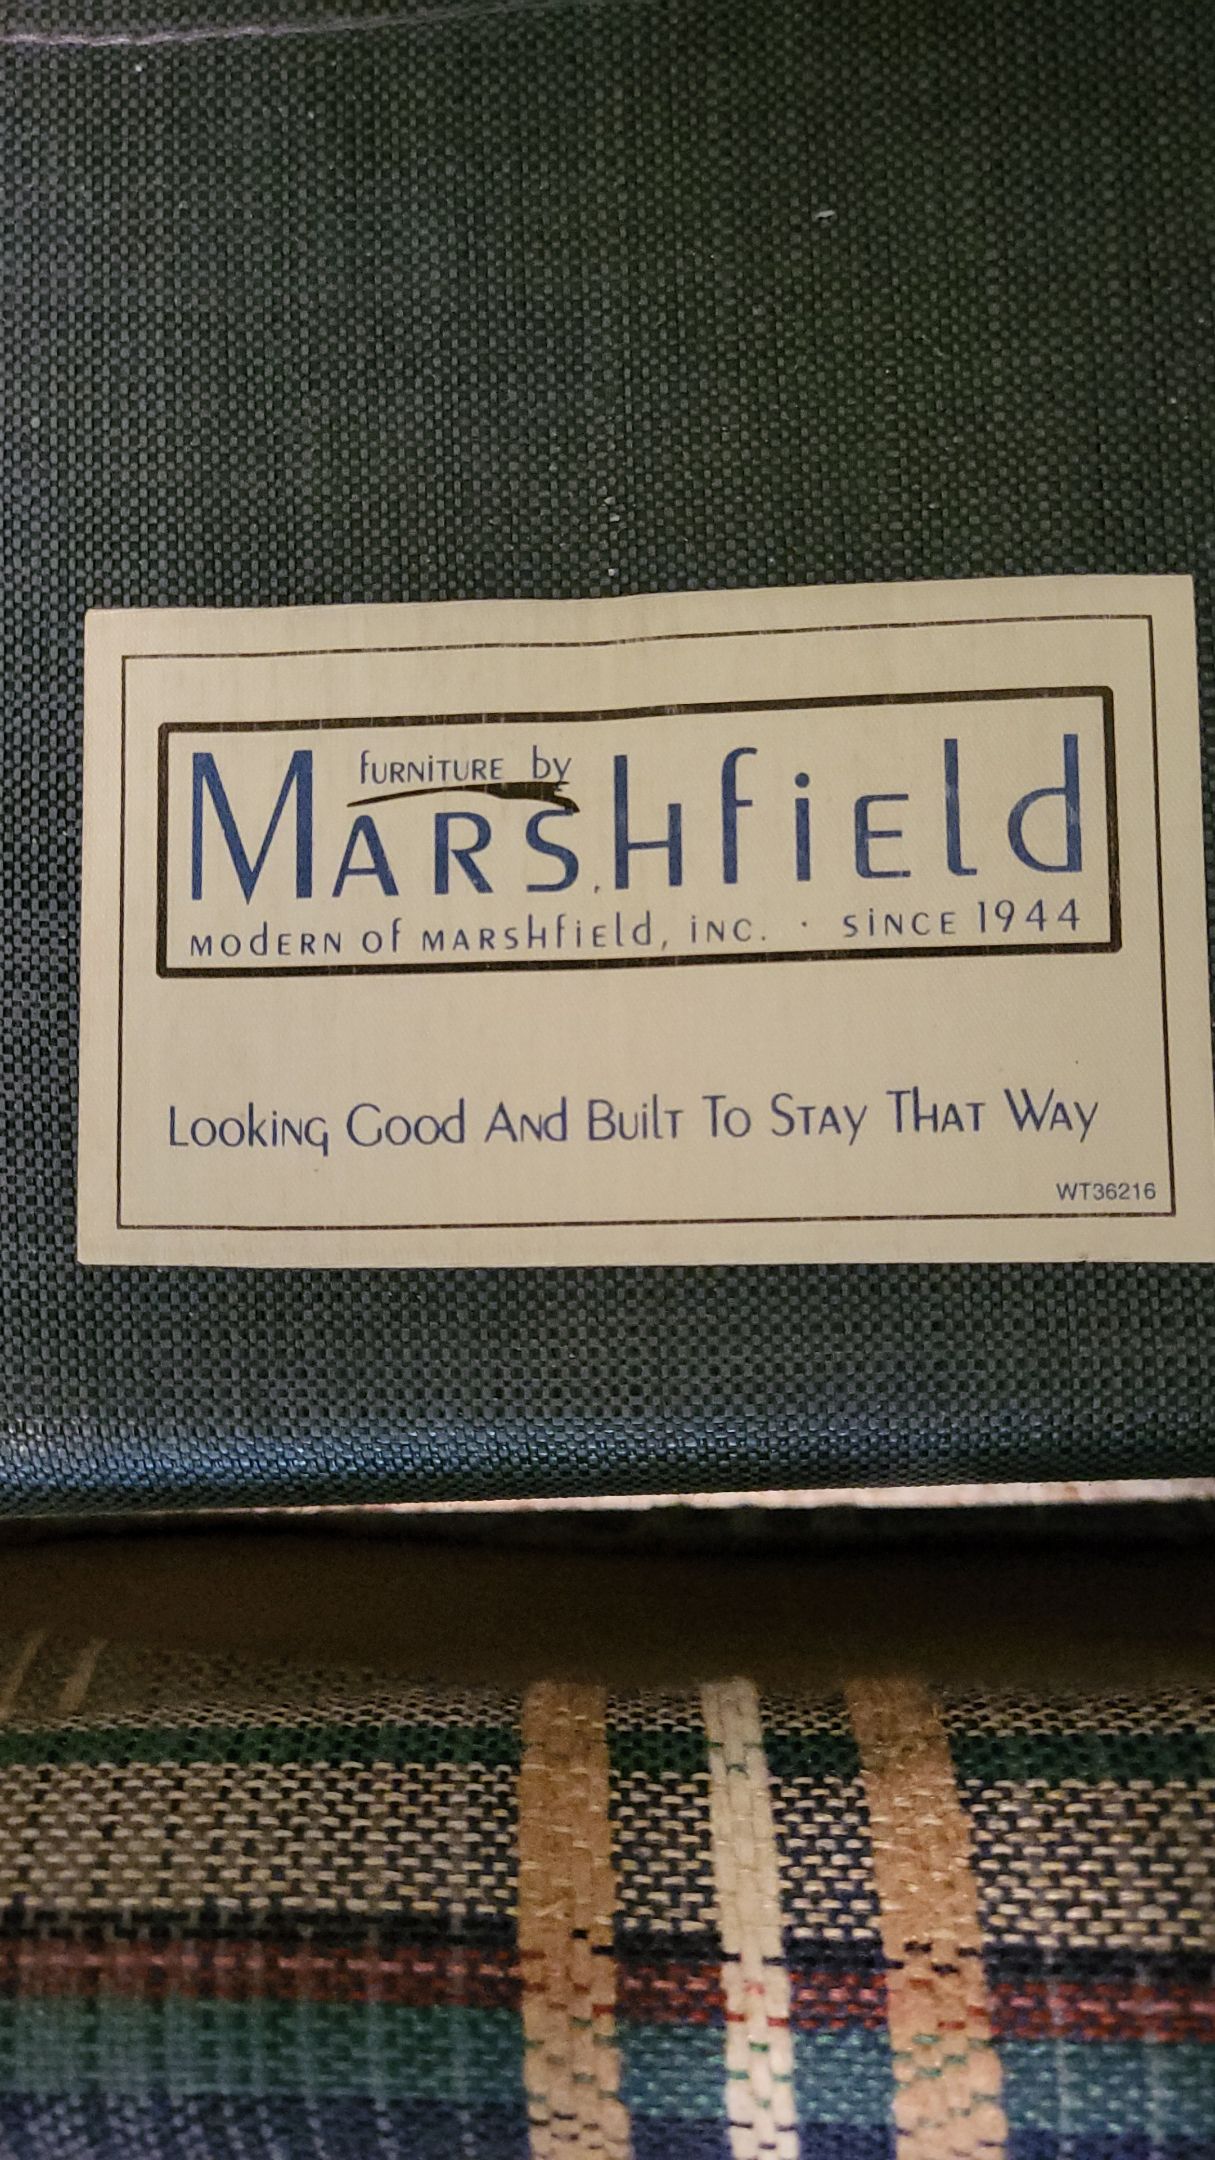 furniture by
Marshfield
Modern of Marshfield, Inc. · Since 1944
Looking Good And Built To Stay That Way
WT36216